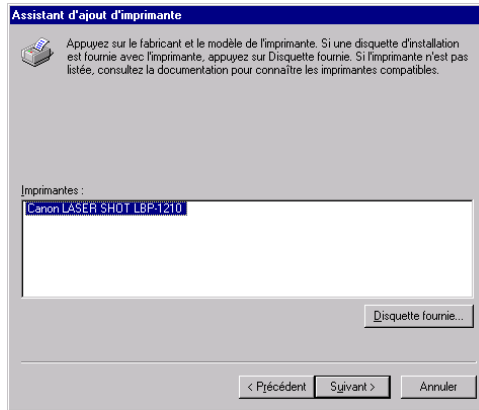 Assistant d'ajout d'imprimante
Appuyez sur le fabricant et le modèle de l'imprimante. Si une disquette d'installation
est fournie avec l'imprimante, appuyez sur Disquette fournie. Si l'imprimante n'est pas
listée, consultez la documentation pour connaître les imprimantes compatibles.
Imprimantes :
Canon LASER SHOT LBP-1210
Disquette fournie...
< Précédent Suivant > Annuler